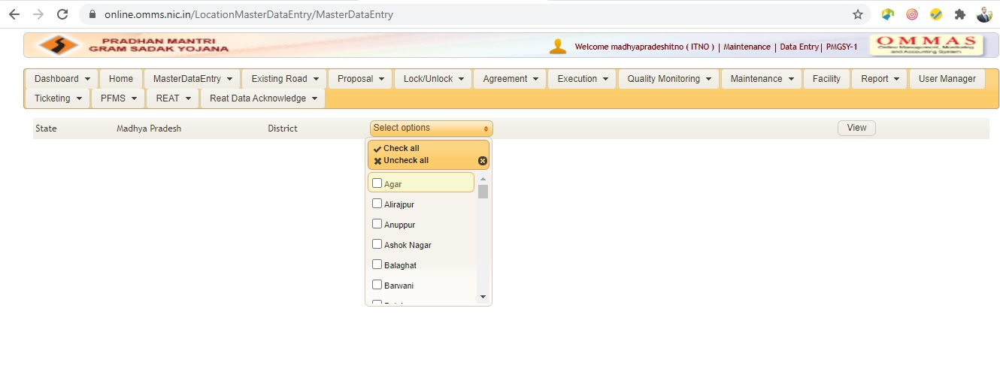 online.omms.nic.in/LocationMasterDataEntry/MasterDataEntry
PRADHAN MANTRI
GRAM SADAK YOJANA
Welcome madhyapradeshitno ( ITNO ) | Maintenance | Data Entry | PMGSY-1
OMMAS
Online Management, Monitoring
and Accounting System
Dashboard Home MasterDataEntry Existing Road Proposal Lock/Unlock Agreement Execution Quality Monitoring Maintenance Facility Report User Manager
Ticketing PFMS REAT Reat Data Acknowledge
State Madhya Pradesh District Select options View
Check all
Uncheck all
Agar
Alirajpur
Anuppur
Ashok Nagar
Balaghat
Barwani